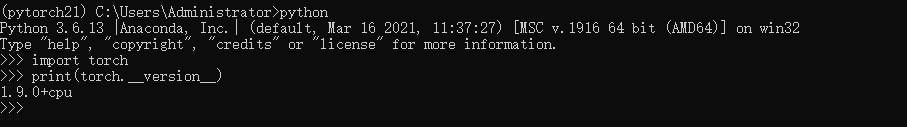 (pytorch21) C:\Users\Administrator>python
Python 3.6.13 |Anaconda, Inc.| (default, Mar 16 2021, 11:37:27) [MSC v.1916 64 bit (AMD64)] on win32
Type "help", "copyright", "credits" or "license" for more information.
>>> import torch
>>> print(torch.__version__)
1.9.0+cpu
>>>